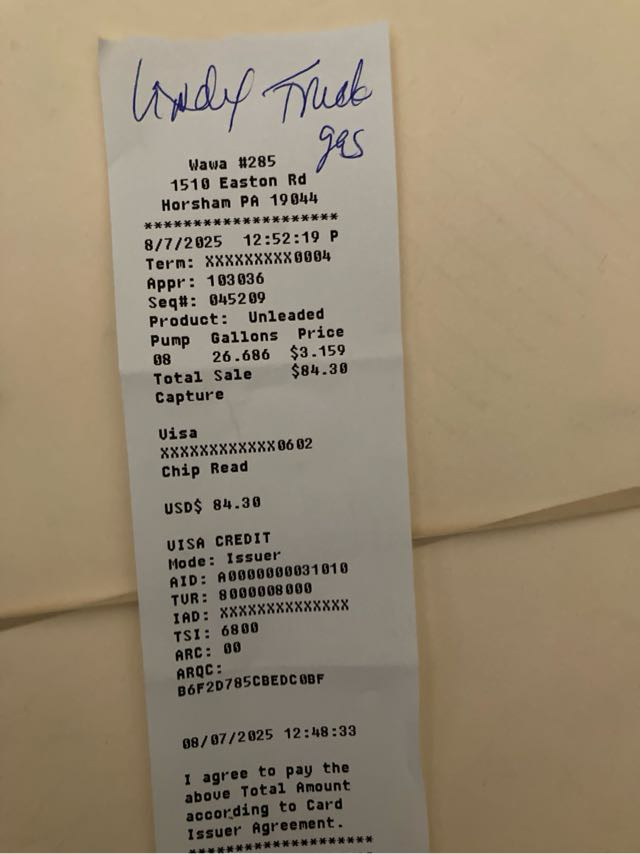 Lindy Truck
gas
Wawa #285
1510 Easton Rd
Horsham PA 19044
********************
8/7/2025 12:52:19 P
Term: XXXXXXXXX0004
Appr: 103036
Seq#: 045209
Product: Unleaded
Pump Gallons Price
08 26.686 $3.159
Total Sale $84.30
Capture
Visa
XXXXXXXXXXXX0602
Chip Read
USD$ 84.30
VISA CREDIT
Mode: Issuer
AID: A0000000031010
TVR: 8000008000
IAD: XXXXXXXXXXXXXX
TSI: 6800
ARC: 00
ARQC:
B6F2D785CBEDC0BF
08/07/2025 12:48:33
I agree to pay the
above Total Amount
according to Card
Issuer Agreement.
********************